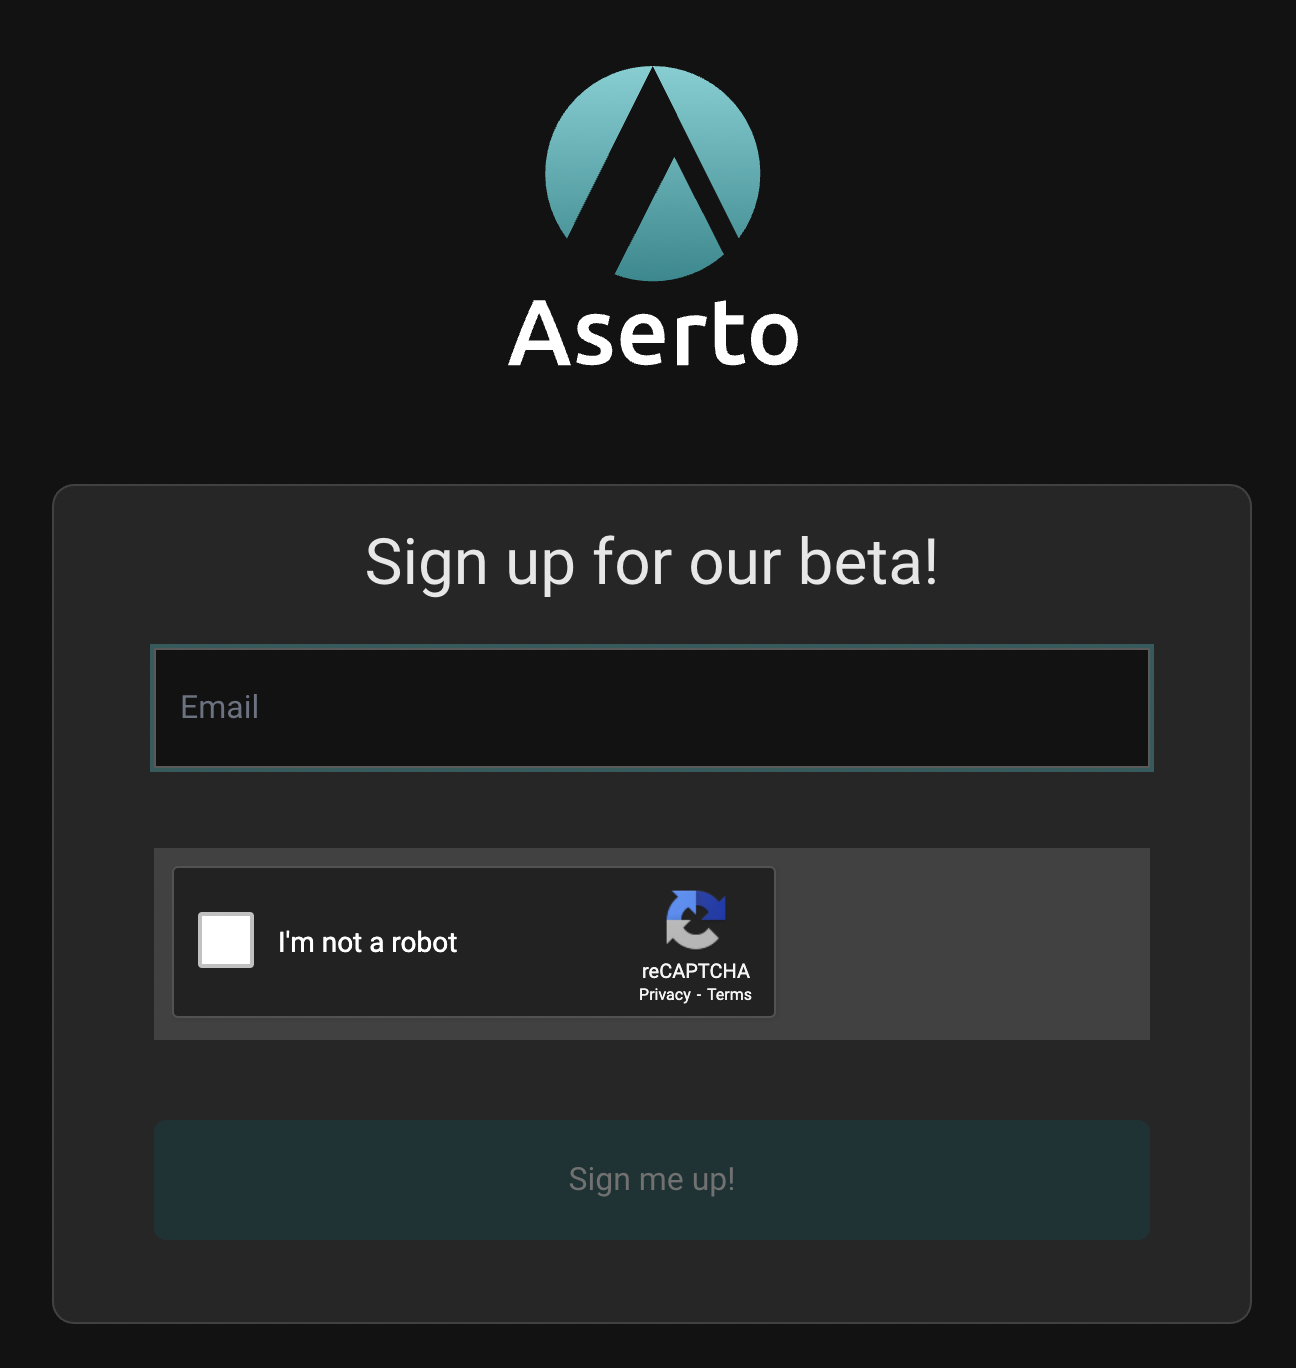 Aserto
Sign up for our beta!
Email
I'm not a robot
reCAPTCHA
Privacy - Terms
Sign me up!